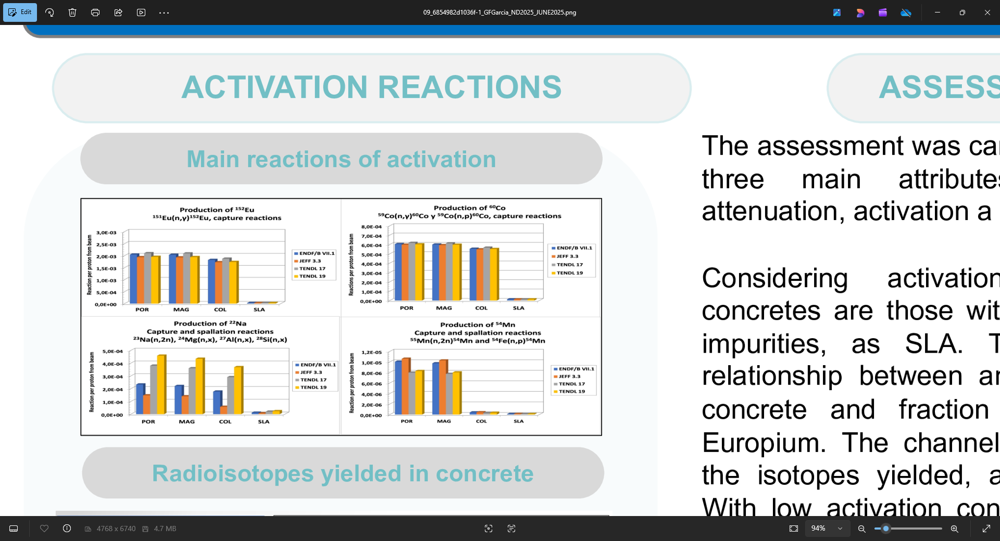 Edit
09_6854982d1036f-1_GFGarcia_ND2025_JUNE2025.png
ACTIVATION REACTIONS
Main reactions of activation
Production of ¹⁵²Eu
¹⁵¹Eu(n,γ)¹⁵²Eu, capture reactions
Reaction per proton from beam
3,0E-03
2,5E-03
2,0E-03
1,5E-03
1,0E-03
5,0E-04
0,0E+00
POR MAG COL SLA
ENDF/B VII.1
JEFF 3.3
TENDL 17
TENDL 19
Production of ⁶⁰Co
⁵⁹Co(n,γ)⁶⁰Co y ⁵⁹Co(n,p)⁶⁰Co, capture reactions
Reactions per proton from beam
8,0E-04
7,0E-04
6,0E-04
5,0E-04
4,0E-04
3,0E-04
2,0E-04
1,0E-04
0,0E+00
POR MAG COL SLA
ENDF/B VII.1
JEFF 3.3
TENDL 17
TENDL 19
Production of ²²Na
Capture and spallation reactions
²³Na(n,2n), ²⁴Mg(n,x), ²⁷Al(n,x), ²⁸Si(n,x)
Reaction per proton from beam
5,0E-04
4,0E-04
3,0E-04
2,0E-04
1,0E-04
0,0E+00
POR MAG COL SLA
ENDF/B VII.1
JEFF 3.3
TENDL 17
TENDL 19
Production of ⁵⁴Mn
Capture and spallation reactions
⁵⁵Mn(n,2n)⁵⁴Mn and ⁵⁴Fe(n,p)⁵⁴Mn
Reaction per proton from beam
1,2E-05
1,0E-05
8,0E-06
6,0E-06
4,0E-06
2,0E-06
0,0E+00
POR MAG COL SLA
ENDF/B VII.1
JEFF 3.3
TENDL 17
TENDL 19
Radioisotopes yielded in concrete
ASSESS
The assessment was car
three main attributes
attenuation, activation a
Considering activation
concretes are those wit
impurities, as SLA. T
relationship between an
concrete and fraction
Europium. The channel
the isotopes yielded, a
With low activation con
4768 x 6740
4.7 MB
94%